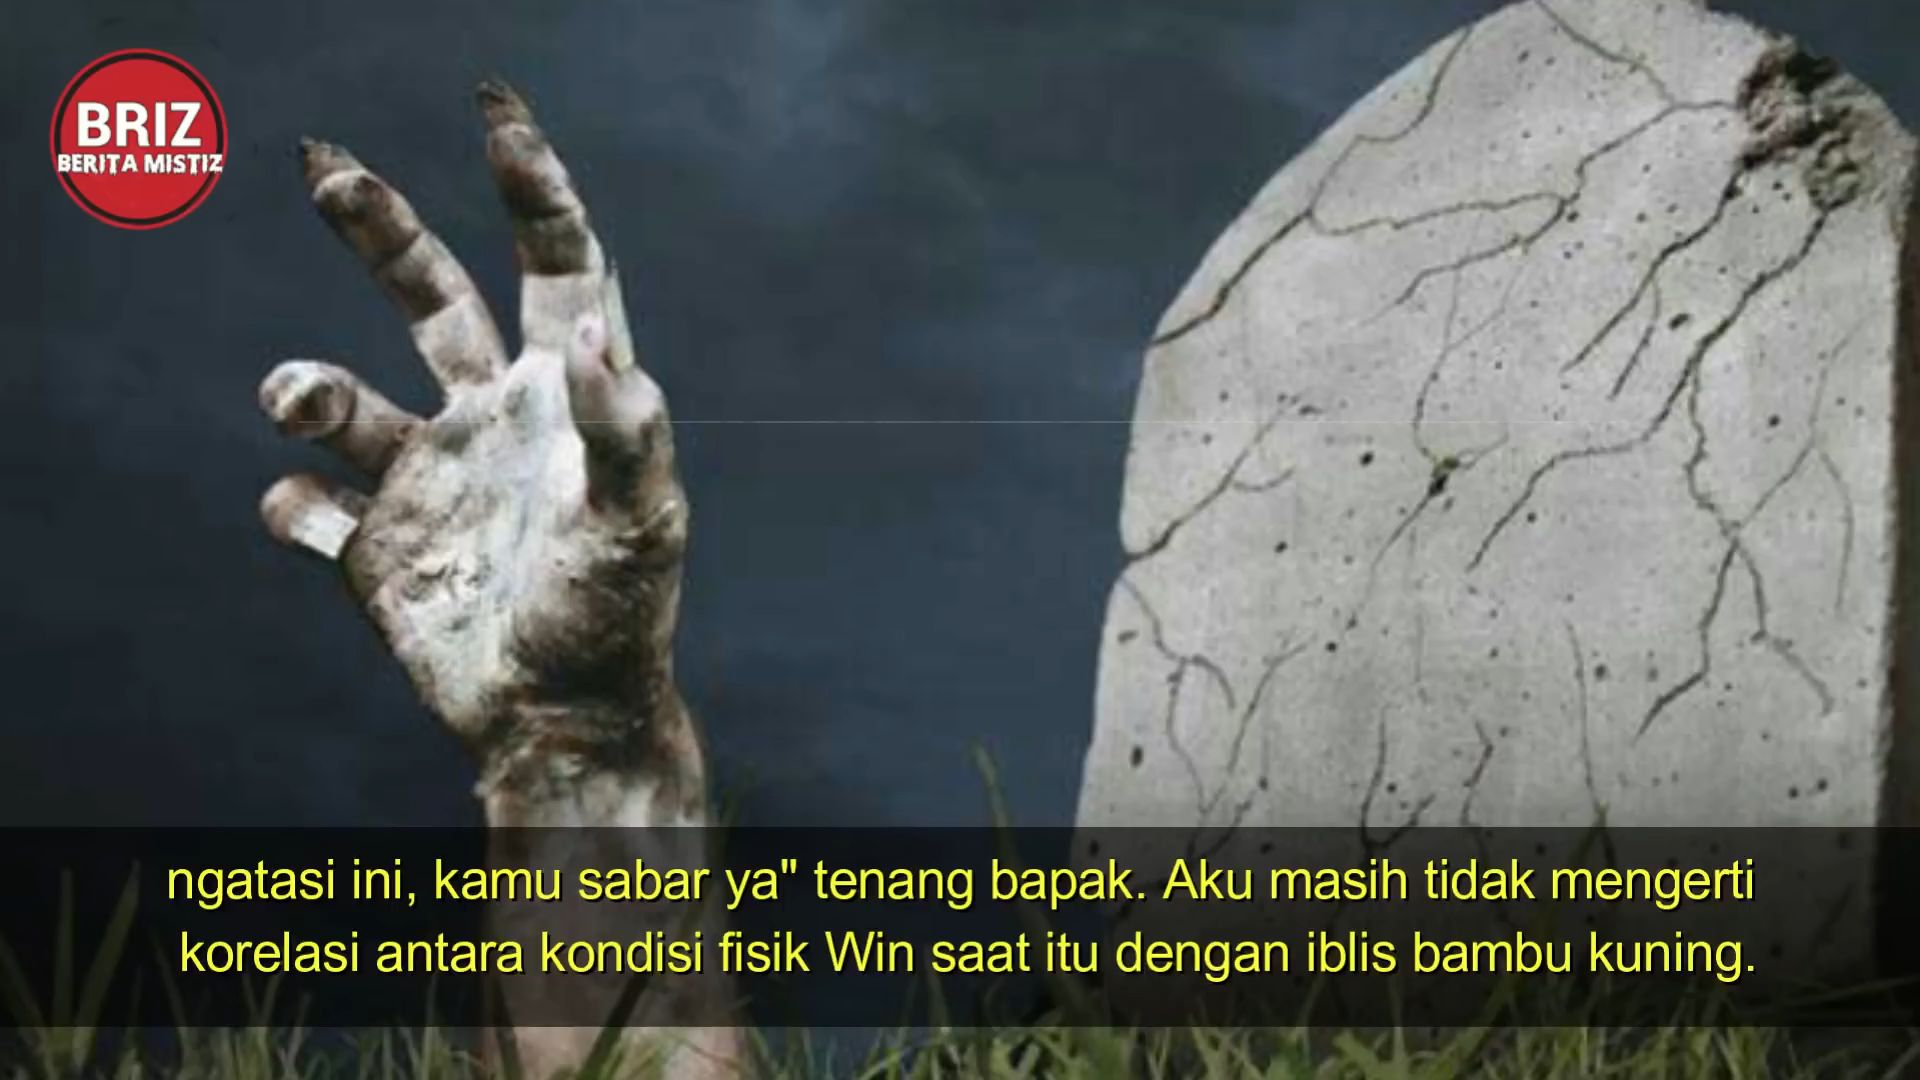 BRIZ
BERITA MISTIZ
ngatasi ini, kamu sabar ya" tenang bapak. Aku masih tidak mengerti
korelasi antara kondisi fisik Win saat itu dengan iblis bambu kuning.